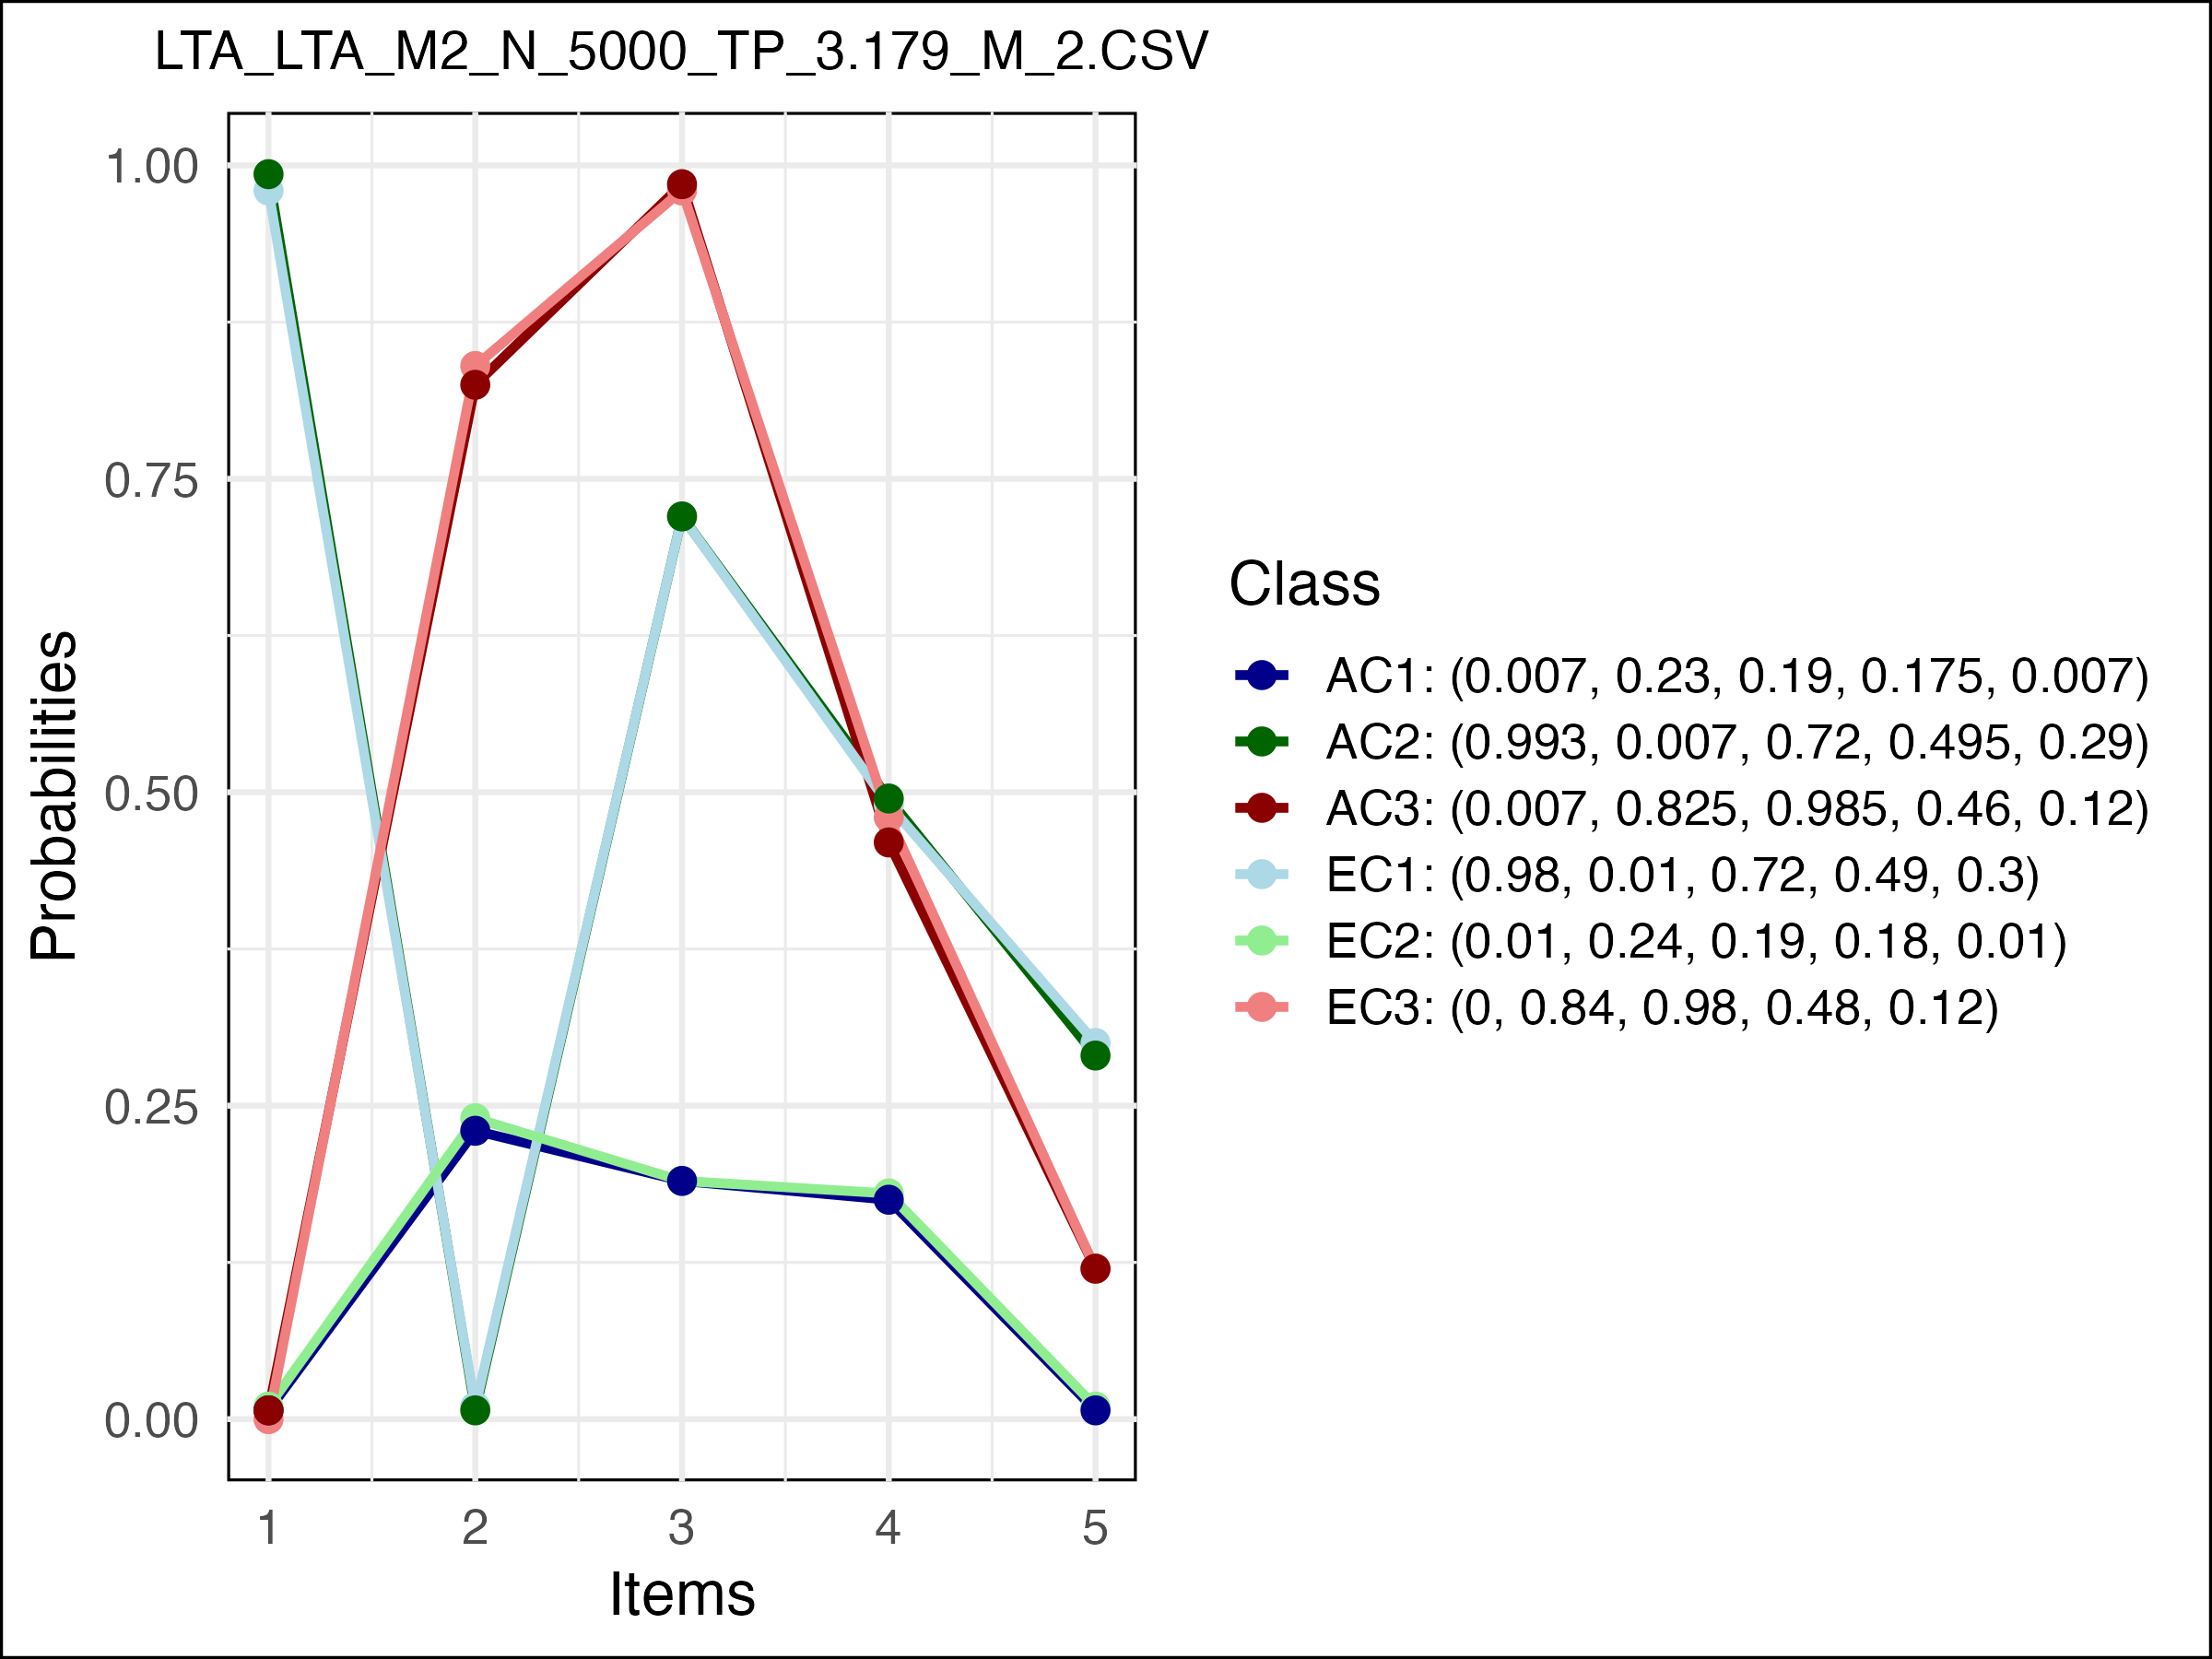 LTA_LTA_M2_N_5000_TP_3.179_M_2.CSV
1.00
0.75
0.50
0.25
0.00
Probabilities
1 2 3 4 5
Items
Class
AC1: (0.007, 0.23, 0.19, 0.175, 0.007)
AC2: (0.993, 0.007, 0.72, 0.495, 0.29)
AC3: (0.007, 0.825, 0.985, 0.46, 0.12)
EC1: (0.98, 0.01, 0.72, 0.49, 0.3)
EC2: (0.01, 0.24, 0.19, 0.18, 0.01)
EC3: (0, 0.84, 0.98, 0.48, 0.12)